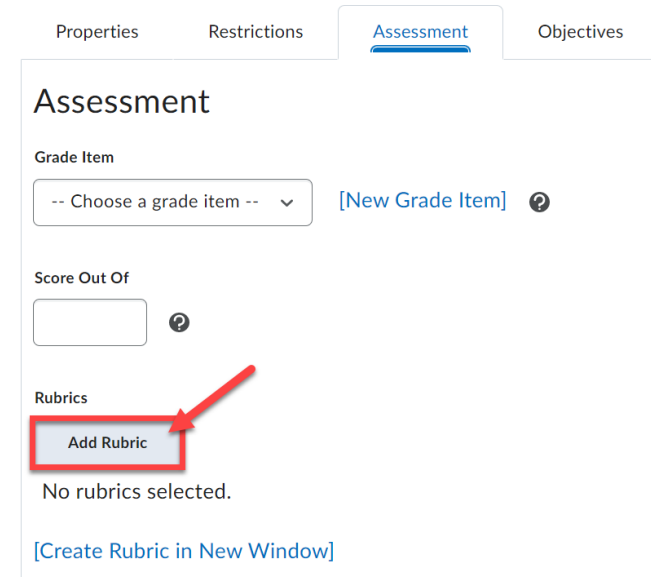 Properties Restrictions Assessment Objectives
Assessment
Grade Item
-- Choose a grade item -- [New Grade Item] ?
Score Out Of
?
Rubrics
Add Rubric
No rubrics selected.
[Create Rubric in New Window]